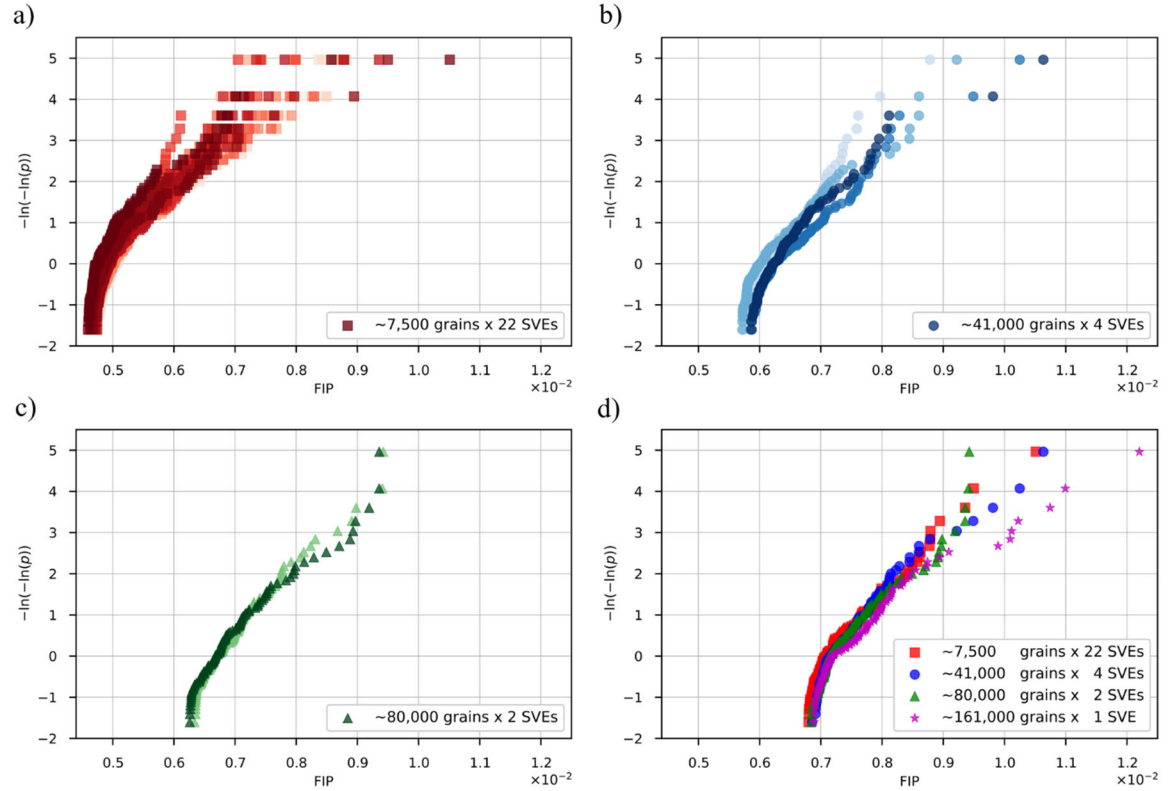 a)
5
4
3
2
1
0
−1
−2
−ln(−ln(p))
~7,500 grains x 22 SVEs
0.5 0.6 0.7 0.8 0.9 1.0 1.1 1.2
×10−2
FIP
b)
5
4
3
2
1
0
−1
−2
−ln(−ln(p))
~41,000 grains x 4 SVEs
0.5 0.6 0.7 0.8 0.9 1.0 1.1 1.2
×10−2
FIP
c)
5
4
3
2
1
0
−1
−2
−ln(−ln(p))
~80,000 grains x 2 SVEs
0.5 0.6 0.7 0.8 0.9 1.0 1.1 1.2
×10−2
FIP
d)
5
4
3
2
1
0
−1
−2
−ln(−ln(p))
~7,500 grains x 22 SVEs
~41,000 grains x 4 SVEs
~80,000 grains x 2 SVEs
~161,000 grains x 1 SVE
0.5 0.6 0.7 0.8 0.9 1.0 1.1 1.2
×10−2
FIP